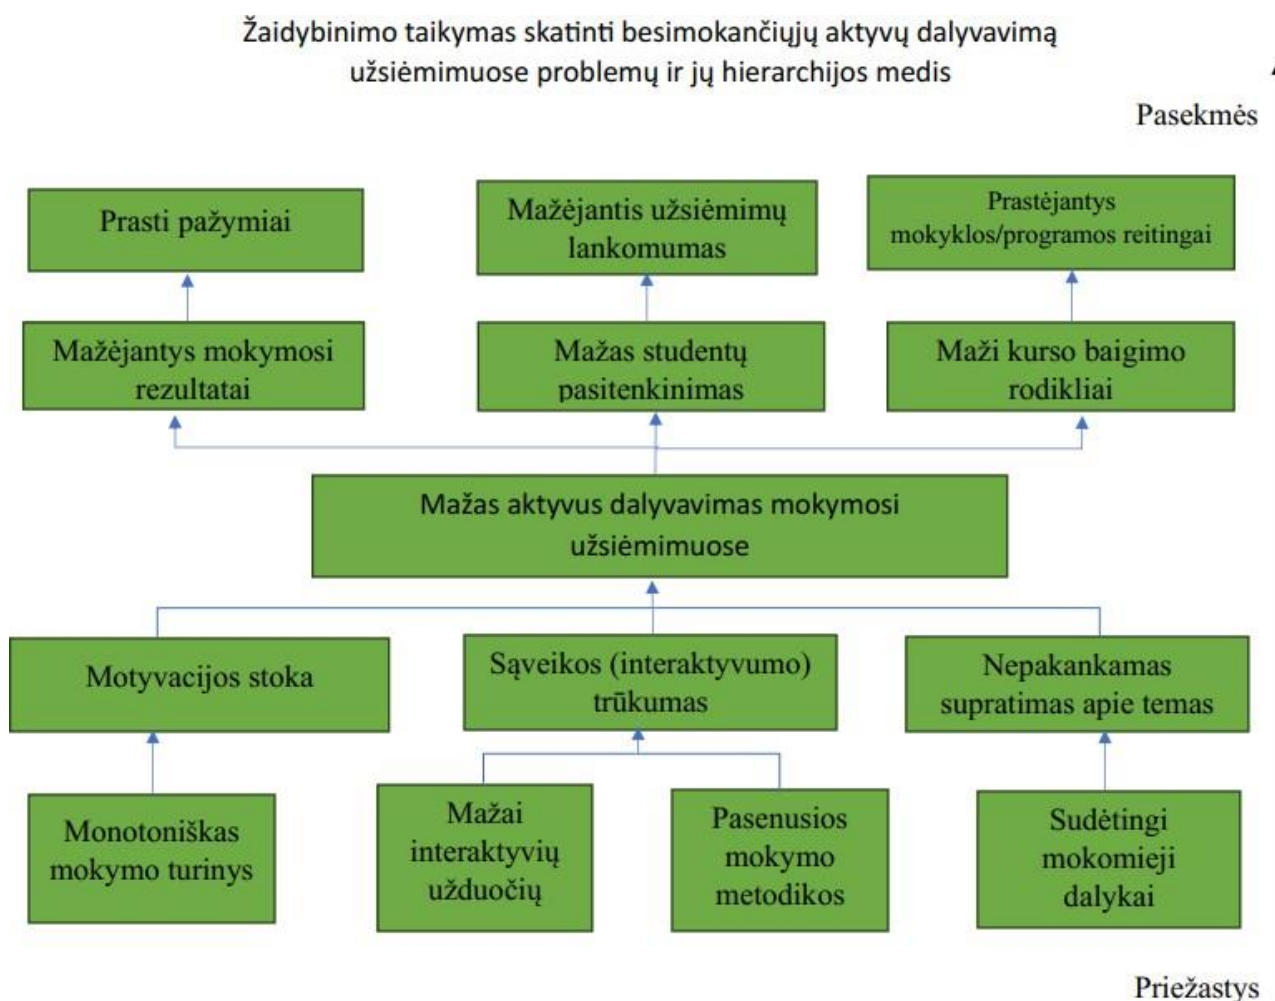 Žaidybinimo taikymas skatinti besimokančiųjų aktyvų dalyvavimą
užsiėmimuose problemų ir jų hierarchijos medis
Pasekmės
Prasti pažymiai
Mažėjantis užsiėmimų
lankomumas
Prastėjantys
mokyklos/programos reitingai
Mažėjantys mokymosi
rezultatai
Mažas studentų
pasitenkinimas
Maži kurso baigimo
rodikliai
Mažas aktyvus dalyvavimas mokymosi
užsiėmimuose
Motyvacijos stoka
Sąveikos (interaktyvumo)
trūkumas
Nepakankamas
supratimas apie temas
Monotoniškas
mokymo turinys
Mažai
interaktyvių
užduočių
Pasenusios
mokymo
metodikos
Sudėtingi
mokomieji
dalykai
Priežastys